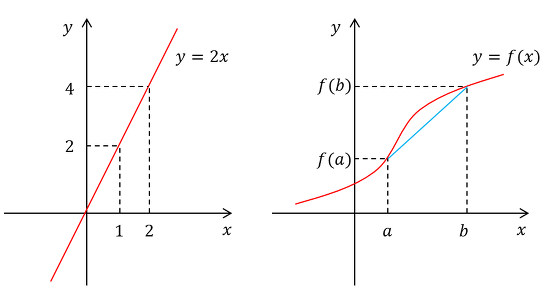 y
y = 2x
4
2
1
2
x
y
y = f(x)
f(b)
f(a)
a
b
x